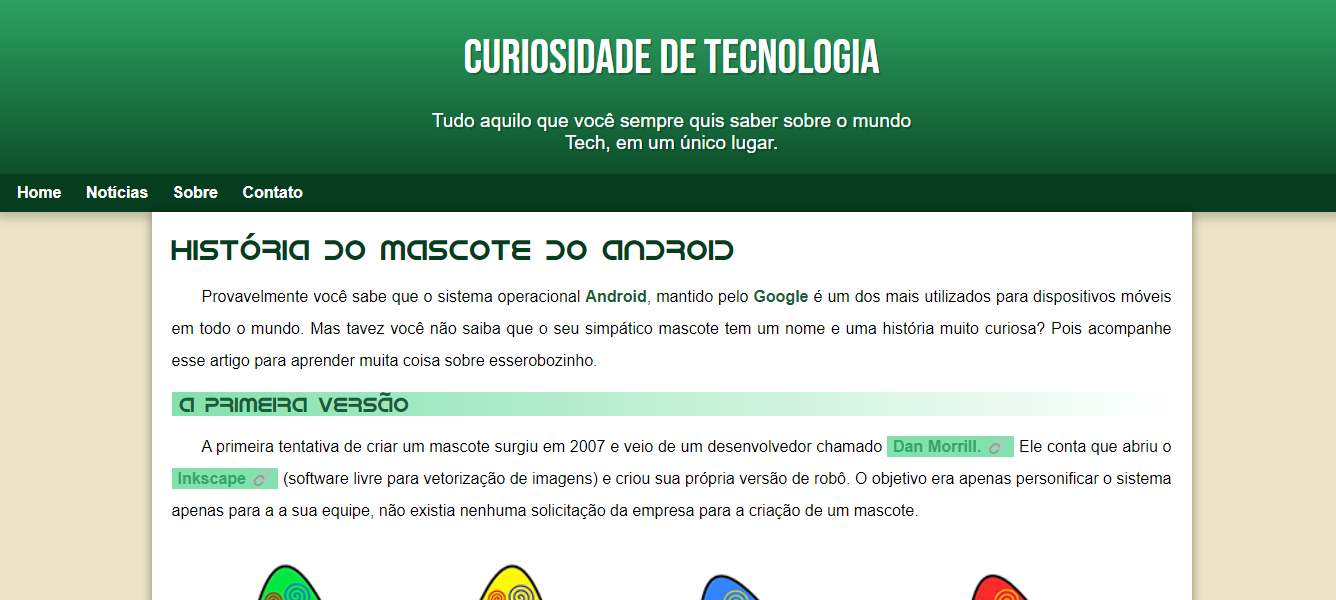 CURIOSIDADE DE TECNOLOGIA
Tudo aquilo que você sempre quis saber sobre o mundo
Tech, em um único lugar.
Home Notícias Sobre Contato
HISTÓRIA DO MASCOTE DO ANDROID
Provavelmente você sabe que o sistema operacional Android, mantido pelo Google é um dos mais utilizados para dispositivos móveis
em todo o mundo. Mas tavez você não saiba que o seu simpático mascote tem um nome e uma história muito curiosa? Pois acompanhe
esse artigo para aprender muita coisa sobre esserobozinho.
A PRIMEIRA VERSÃO
A primeira tentativa de criar um mascote surgiu em 2007 e veio de um desenvolvedor chamado Dan Morrill. Ele conta que abriu o
Inkscape (software livre para vetorização de imagens) e criou sua própria versão de robô. O objetivo era apenas personificar o sistema
apenas para a a sua equipe, não existia nenhuma solicitação da empresa para a criação de um mascote.